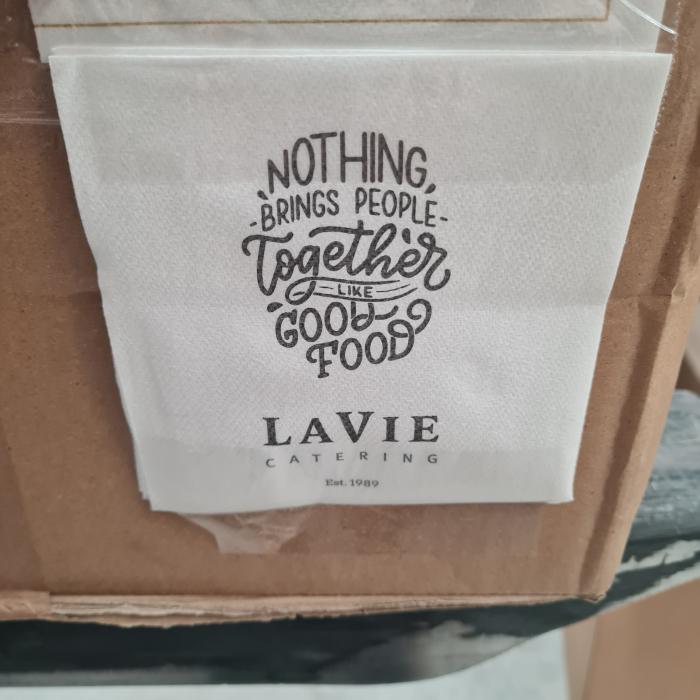 NOTHING
BRINGS PEOPLE
Together
LIKE
GOOD
FOOD
LAVIE
CATERING
Est. 1989